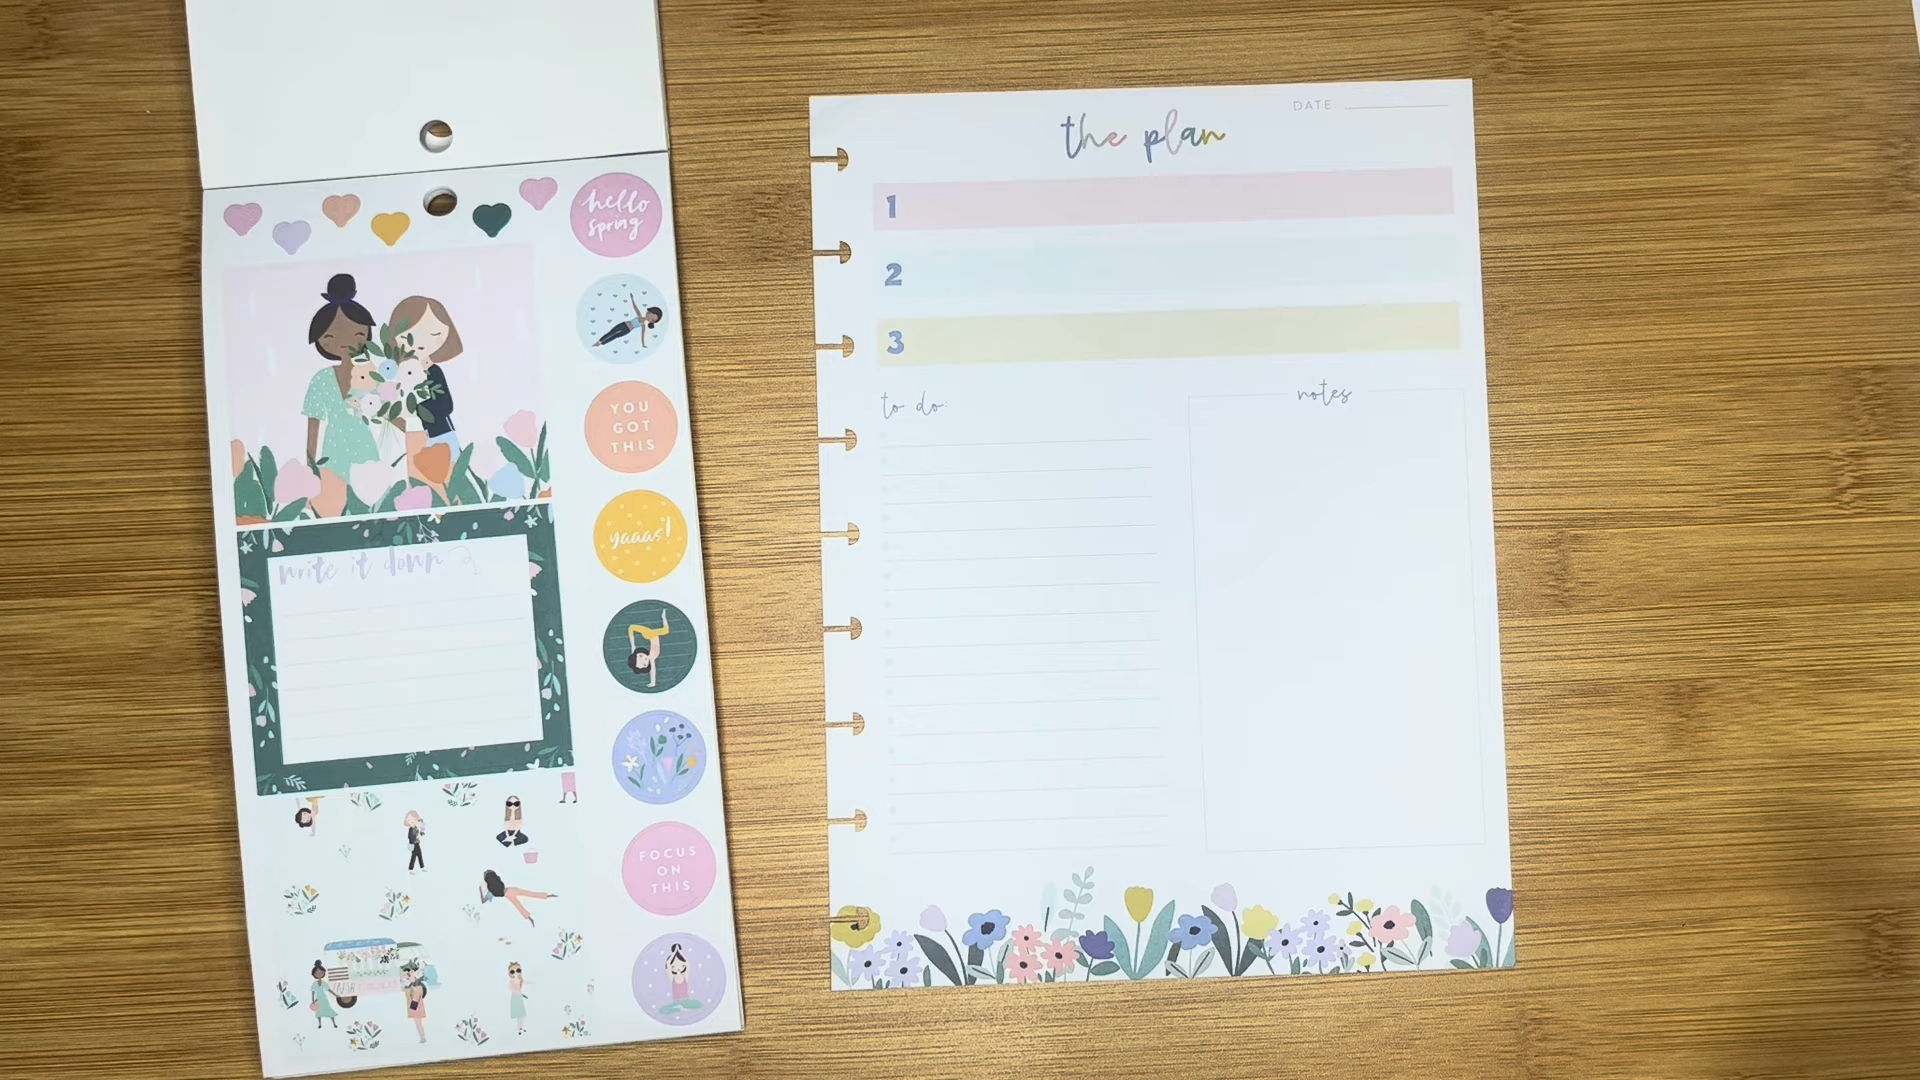 hello
spring
YOU
GOT
THIS
yaaas!
write it down
FOCUS
ON
THIS
DATE
the plan
1
2
3
to do:
notes